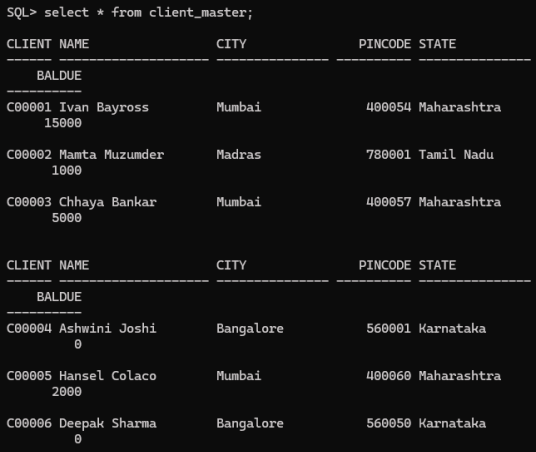 SQL> select * from client_master;
CLIENT NAME                 CITY               PINCODE STATE
------ -------------------- --------------- ---------- ---------------
    BALDUE
----------
C00001 Ivan Bayross         Mumbai              400054 Maharashtra
     15000
C00002 Mamta Muzumder       Madras              780001 Tamil Nadu
      1000
C00003 Chhaya Bankar        Mumbai              400057 Maharashtra
      5000
CLIENT NAME                 CITY               PINCODE STATE
------ -------------------- --------------- ---------- ---------------
    BALDUE
----------
C00004 Ashwini Joshi        Bangalore           560001 Karnataka
         0
C00005 Hansel Colaco        Mumbai              400060 Maharashtra
      2000
C00006 Deepak Sharma        Bangalore           560050 Karnataka
         0